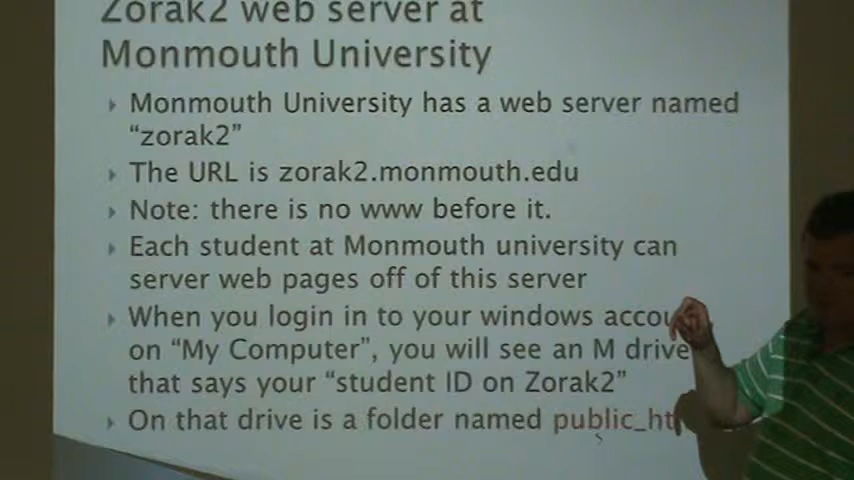 Zorak2 web server at
Monmouth University
Monmouth University has a web server named
“zorak2”
The URL is zorak2.monmouth.edu
Note: there is no www before it.
Each student at Monmouth university can
server web pages off of this server
When you login in to your windows accou
on “My Computer”, you will see an M drive
that says your “student ID on Zorak2”
On that drive is a folder named public_ht